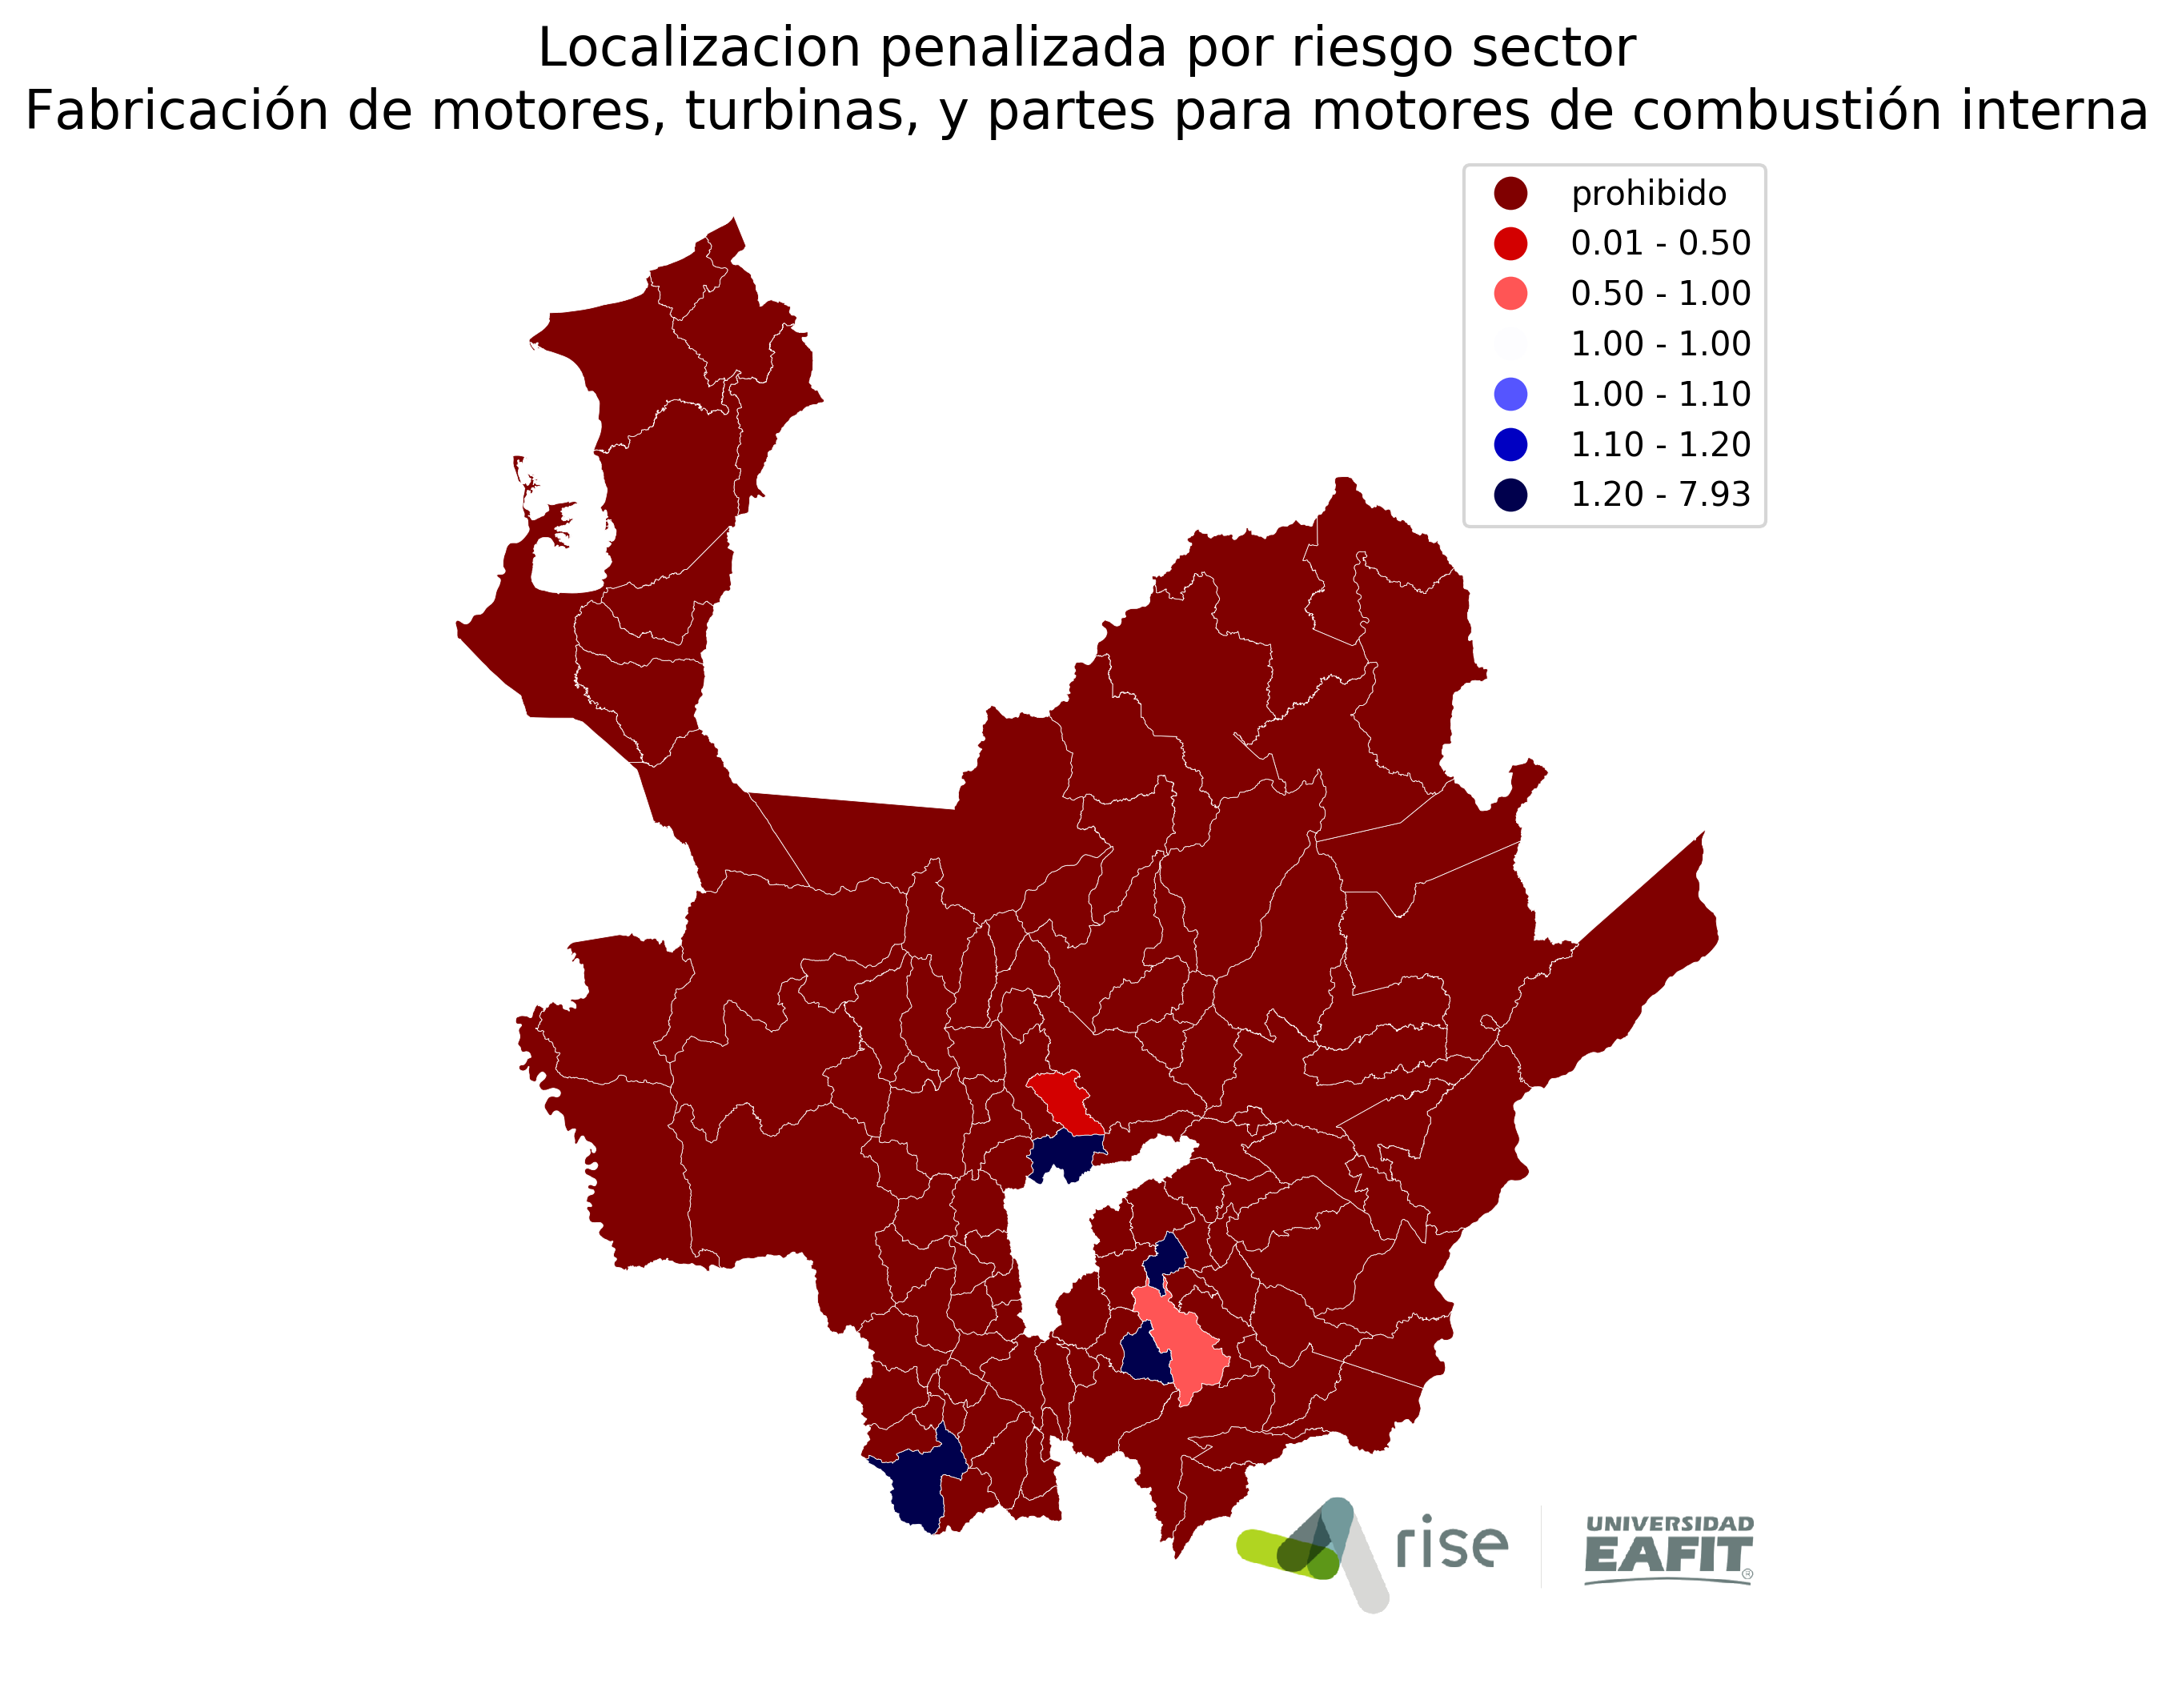 Localizacion penalizada por riesgo sector
Fabricación de motores, turbinas, y partes para motores de combustión interna
prohibido
0.01 - 0.50
0.50 - 1.00
1.00 - 1.00
1.00 - 1.10
1.10 - 1.20
1.20 - 7.93
rise
UNIVERSIDAD
EAFIT®